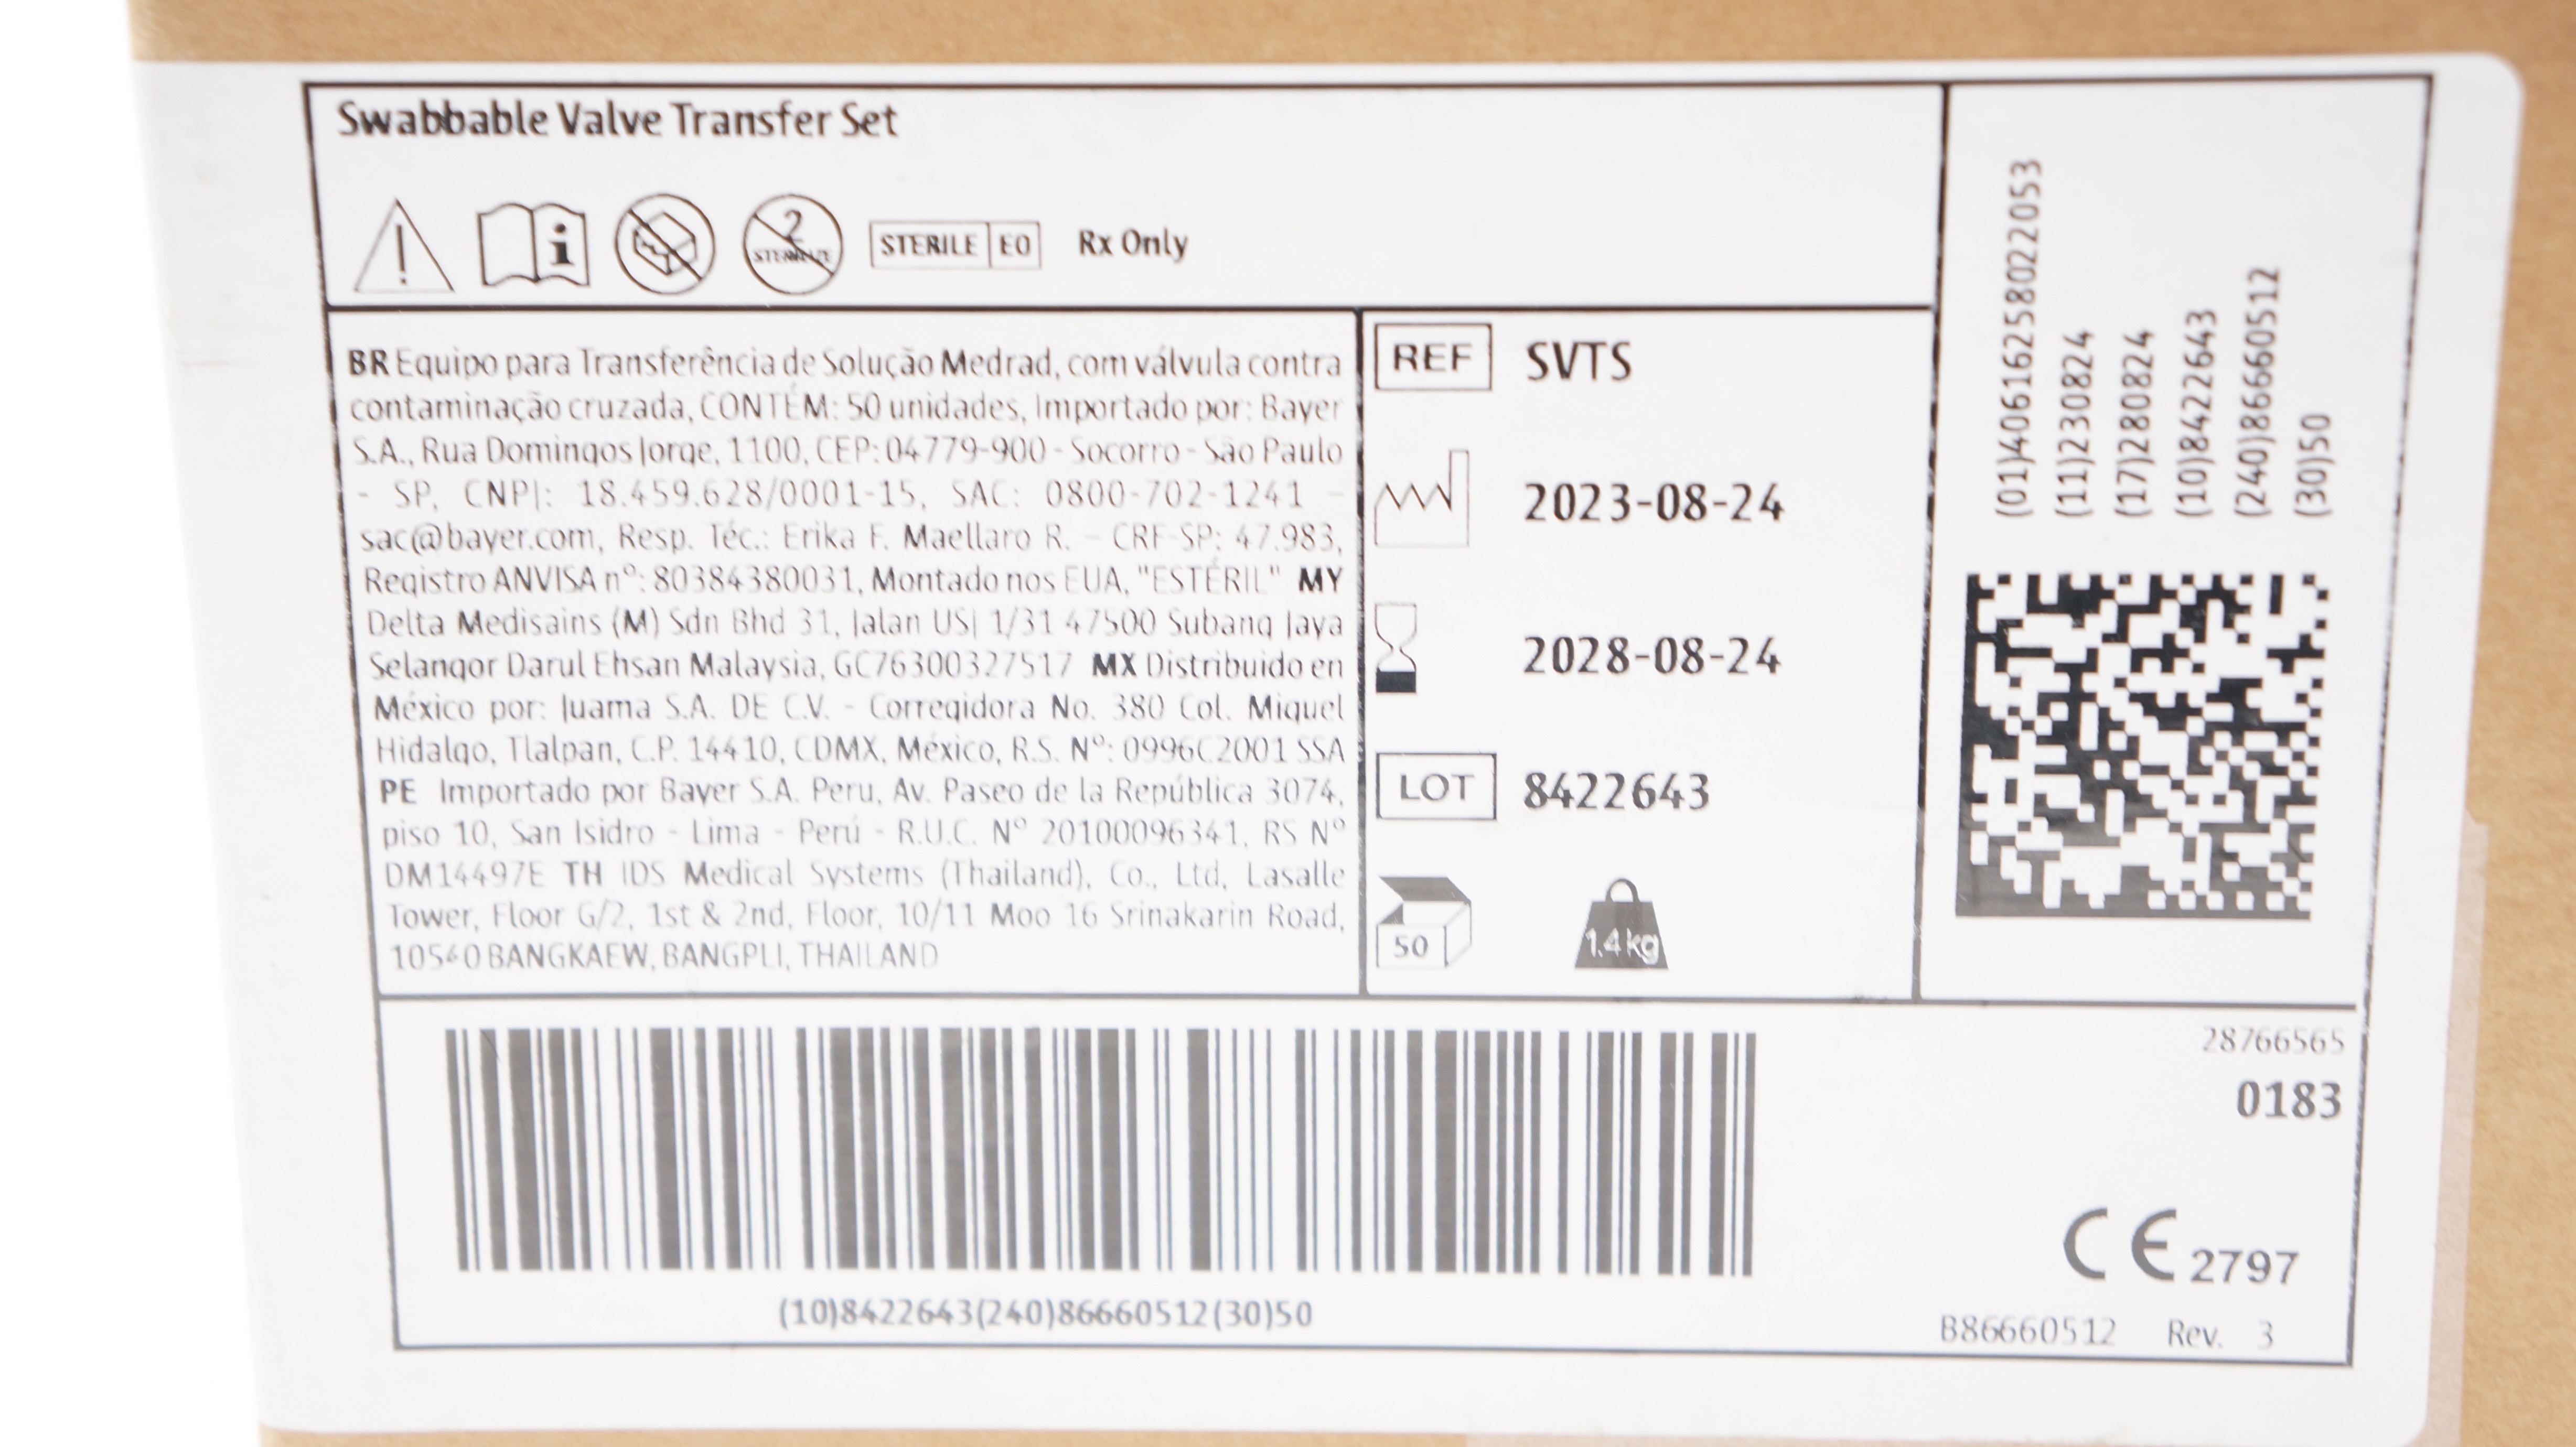 Swabbable Valve Transfer Set
2
STERILIZE
STERILE EO Rx Only
BR Equipo para Transferência de Solução Medrad, com válvula contra
contaminação cruzada, CONTÉM: 50 unidades, Importado por: Bayer
S.A., Rua Domingos Jorge, 1100, CEP: 04779-900 - Socorro - São Paulo
- SP, CNPJ: 18.459.628/0001-15, SAC: 0800-702-1241 -
sac@bayer.com, Resp. Téc.: Erika F. Maellaro R. - CRF-SP: 47.983,
Registro ANVISA nº: 80384380031, Montado nos EUA, "ESTÉRIL" MY
Delta Medisains (M) Sdn Bhd 31, Jalan USJ 1/31 47500 Subang Jaya
Selangor Darul Ehsan Malaysia, GC76300327517 MX Distribuido en
México por: Juama S.A. DE C.V. - Corregidora No. 380 Col. Miguel
Hidalgo, Tlalpan, C.P. 14410, CDMX, México, R.S. Nº: 0996C2001 SSA
PE Importado por Bayer S.A. Peru, Av. Paseo de la República 3074,
piso 10, San Isidro - Lima - Perú - R.U.C. Nº 20100096341, RS Nº
DM14497E TH IDS Medical Systems (Thailand), Co., Ltd, Lasalle
Tower, Floor G/2, 1st & 2nd, Floor, 10/11 Moo 16 Srinakarin Road,
10540 BANGKAEW, BANGPLI, THAILAND
REF SVTS
2023-08-24
2028-08-24
LOT 8422643
50 1.4 kg
(01)40616258022053
(11)230824
(17)280824
(10)8422643
(240)86660512
(30)50
28766565
0183
CE 2797
(10)8422643(240)86660512(30)50
B86660512 Rev. 3